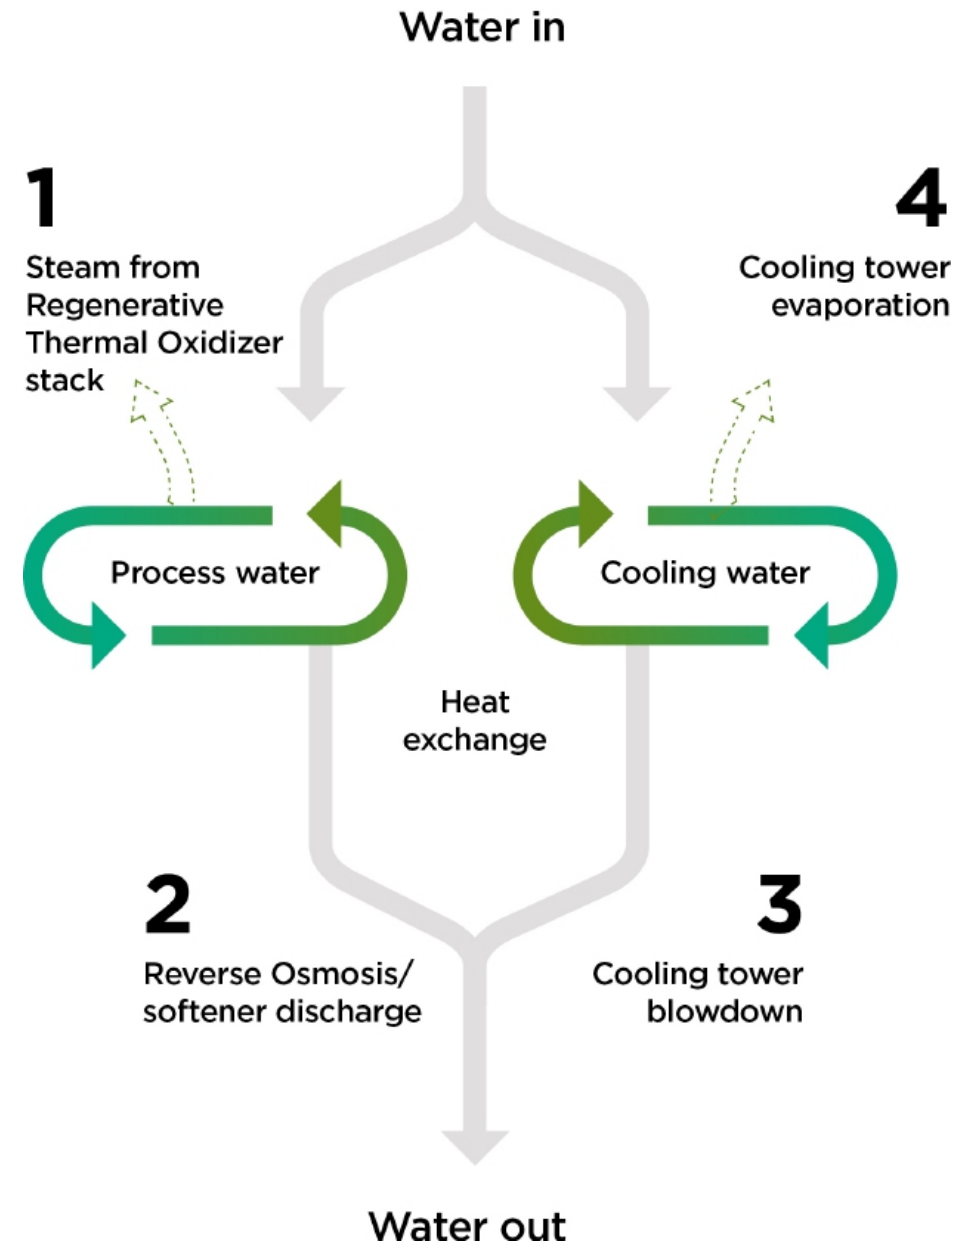 Water in
1
Steam from
Regenerative
Thermal Oxidizer
stack
4
Cooling tower
evaporation
Process water
Cooling water
Heat
exchange
2
Reverse Osmosis/
softener discharge
3
Cooling tower
blowdown
Water out